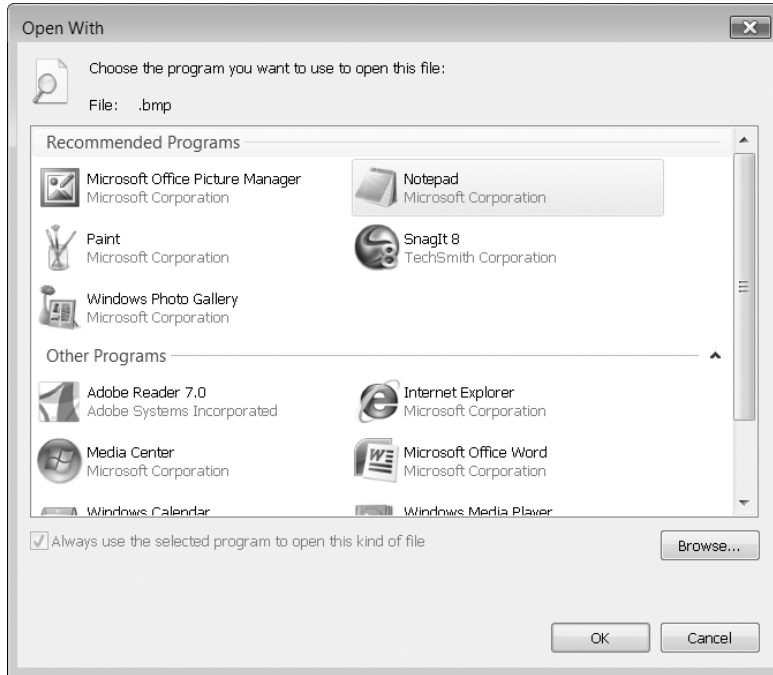 Open With
Choose the program you want to use to open this file:
File: .bmp
Recommended Programs
Microsoft Office Picture Manager
Microsoft Corporation
Notepad
Microsoft Corporation
Paint
Microsoft Corporation
SnagIt 8
TechSmith Corporation
Windows Photo Gallery
Microsoft Corporation
Other Programs
Adobe Reader 7.0
Adobe Systems Incorporated
Internet Explorer
Microsoft Corporation
Media Center
Microsoft Corporation
Microsoft Office Word
Microsoft Corporation
Windows Calendar
Windows Media Player
Always use the selected program to open this kind of file
Browse...
OK
Cancel